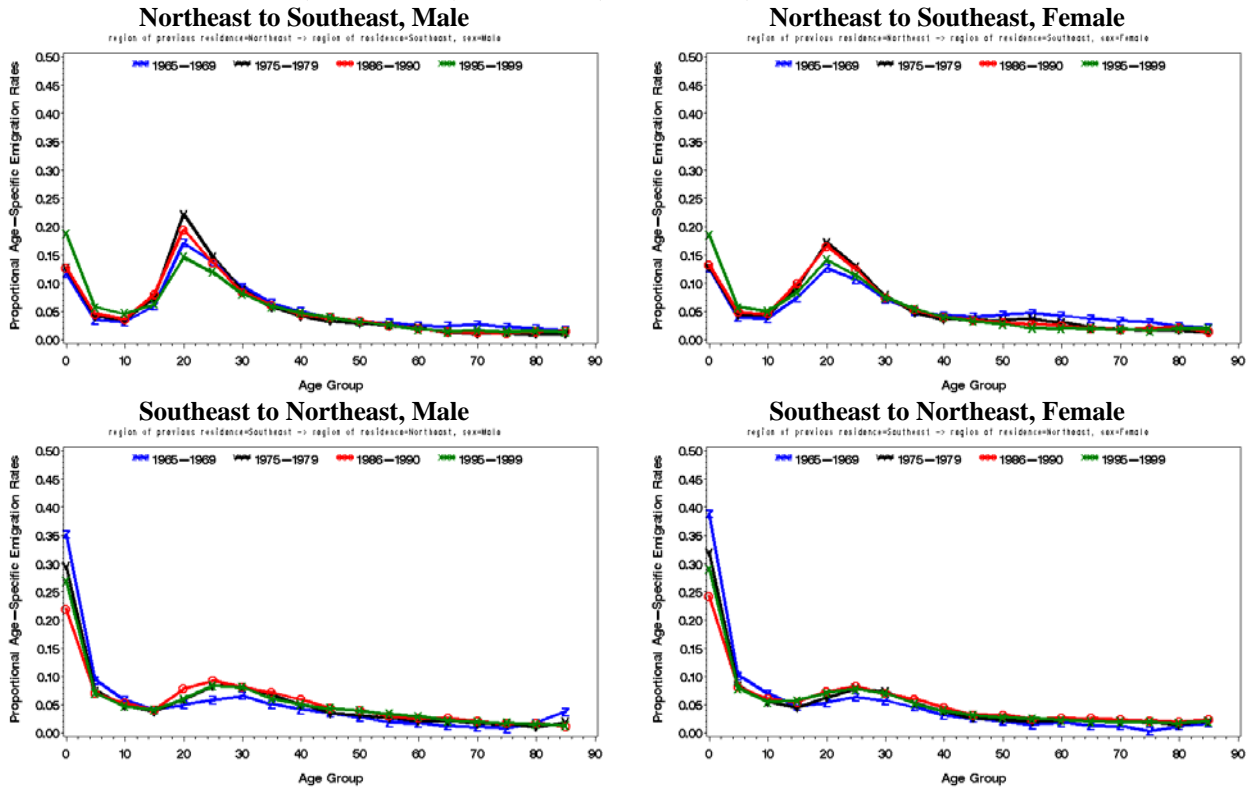 Northeast to Southeast, Male
region of previous residence=Northeast -> region of residence=Southeast, sex=Male
Proportional Age-Specific Emigration Rates
1965-1969 1975-1979 1986-1990 1995-1999
0.50
0.45
0.40
0.35
0.30
0.25
0.20
0.15
0.10
0.05
0.00
0 10 20 30 40 50 60 70 80 90
Age Group
Northeast to Southeast, Female
region of previous residence=Northeast -> region of residence=Southeast, sex=Female
Proportional Age-Specific Emigration Rates
1965-1969 1975-1979 1986-1990 1995-1999
0.50
0.45
0.40
0.35
0.30
0.25
0.20
0.15
0.10
0.05
0.00
0 10 20 30 40 50 60 70 80 90
Age Group
Southeast to Northeast, Male
region of previous residence=Southeast -> region of residence=Northeast, sex=Male
Proportional Age-Specific Emigration Rates
1965-1969 1975-1979 1986-1990 1995-1999
0.50
0.45
0.40
0.35
0.30
0.25
0.20
0.15
0.10
0.05
0.00
0 10 20 30 40 50 60 70 80 90
Age Group
Southeast to Northeast, Female
region of previous residence=Southeast -> region of residence=Northeast, sex=Female
Proportional Age-Specific Emigration Rates
1965-1969 1975-1979 1986-1990 1995-1999
0.50
0.45
0.40
0.35
0.30
0.25
0.20
0.15
0.10
0.05
0.00
0 10 20 30 40 50 60 70 80 90
Age Group